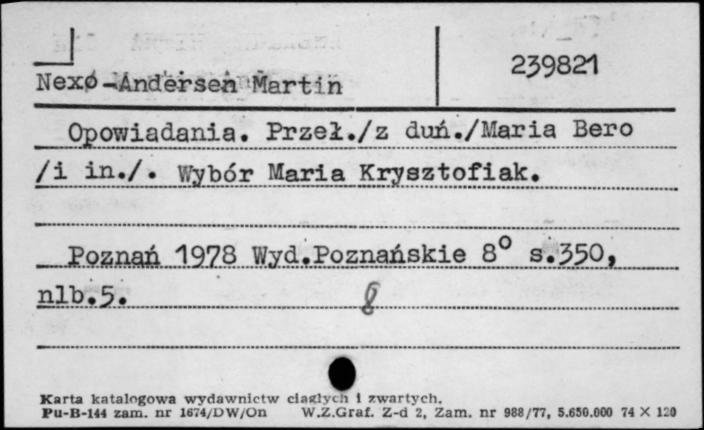 239821
Nexø-Andersen Martin
Opowiadania. Przeł./z duń./Maria Bero
/i in./. Wybór Maria Krysztofiak.
Poznań 1978 Wyd.Poznańskie 8° s.350,
nlb.5.
Karta katalogowa wydawnictw ciągłych i zwartych.
Pu-B-144 zam. nr 1674/DW/On W.Z.Graf. Z-d 2, Zam. nr 988/77, 5.650.000 74 X 120